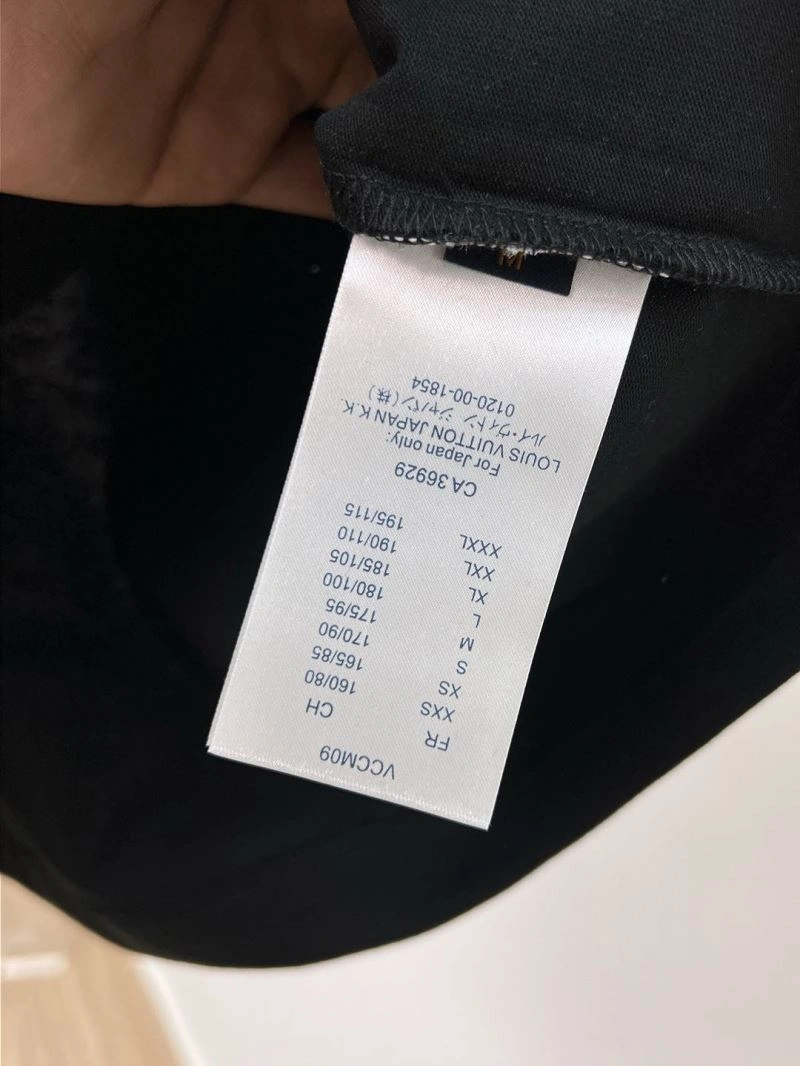 VCCM09
FR CH
XXS 160/80
XS 165/85
S 170/90
M 175/95
L 180/100
XL 185/105
XXL 190/110
XXXL 195/115
CA 36929
For Japan only:
LOUIS VUITTON JAPAN K.K.
ルイ・ヴィトン ジャパン(株)
0120-00-1854
M